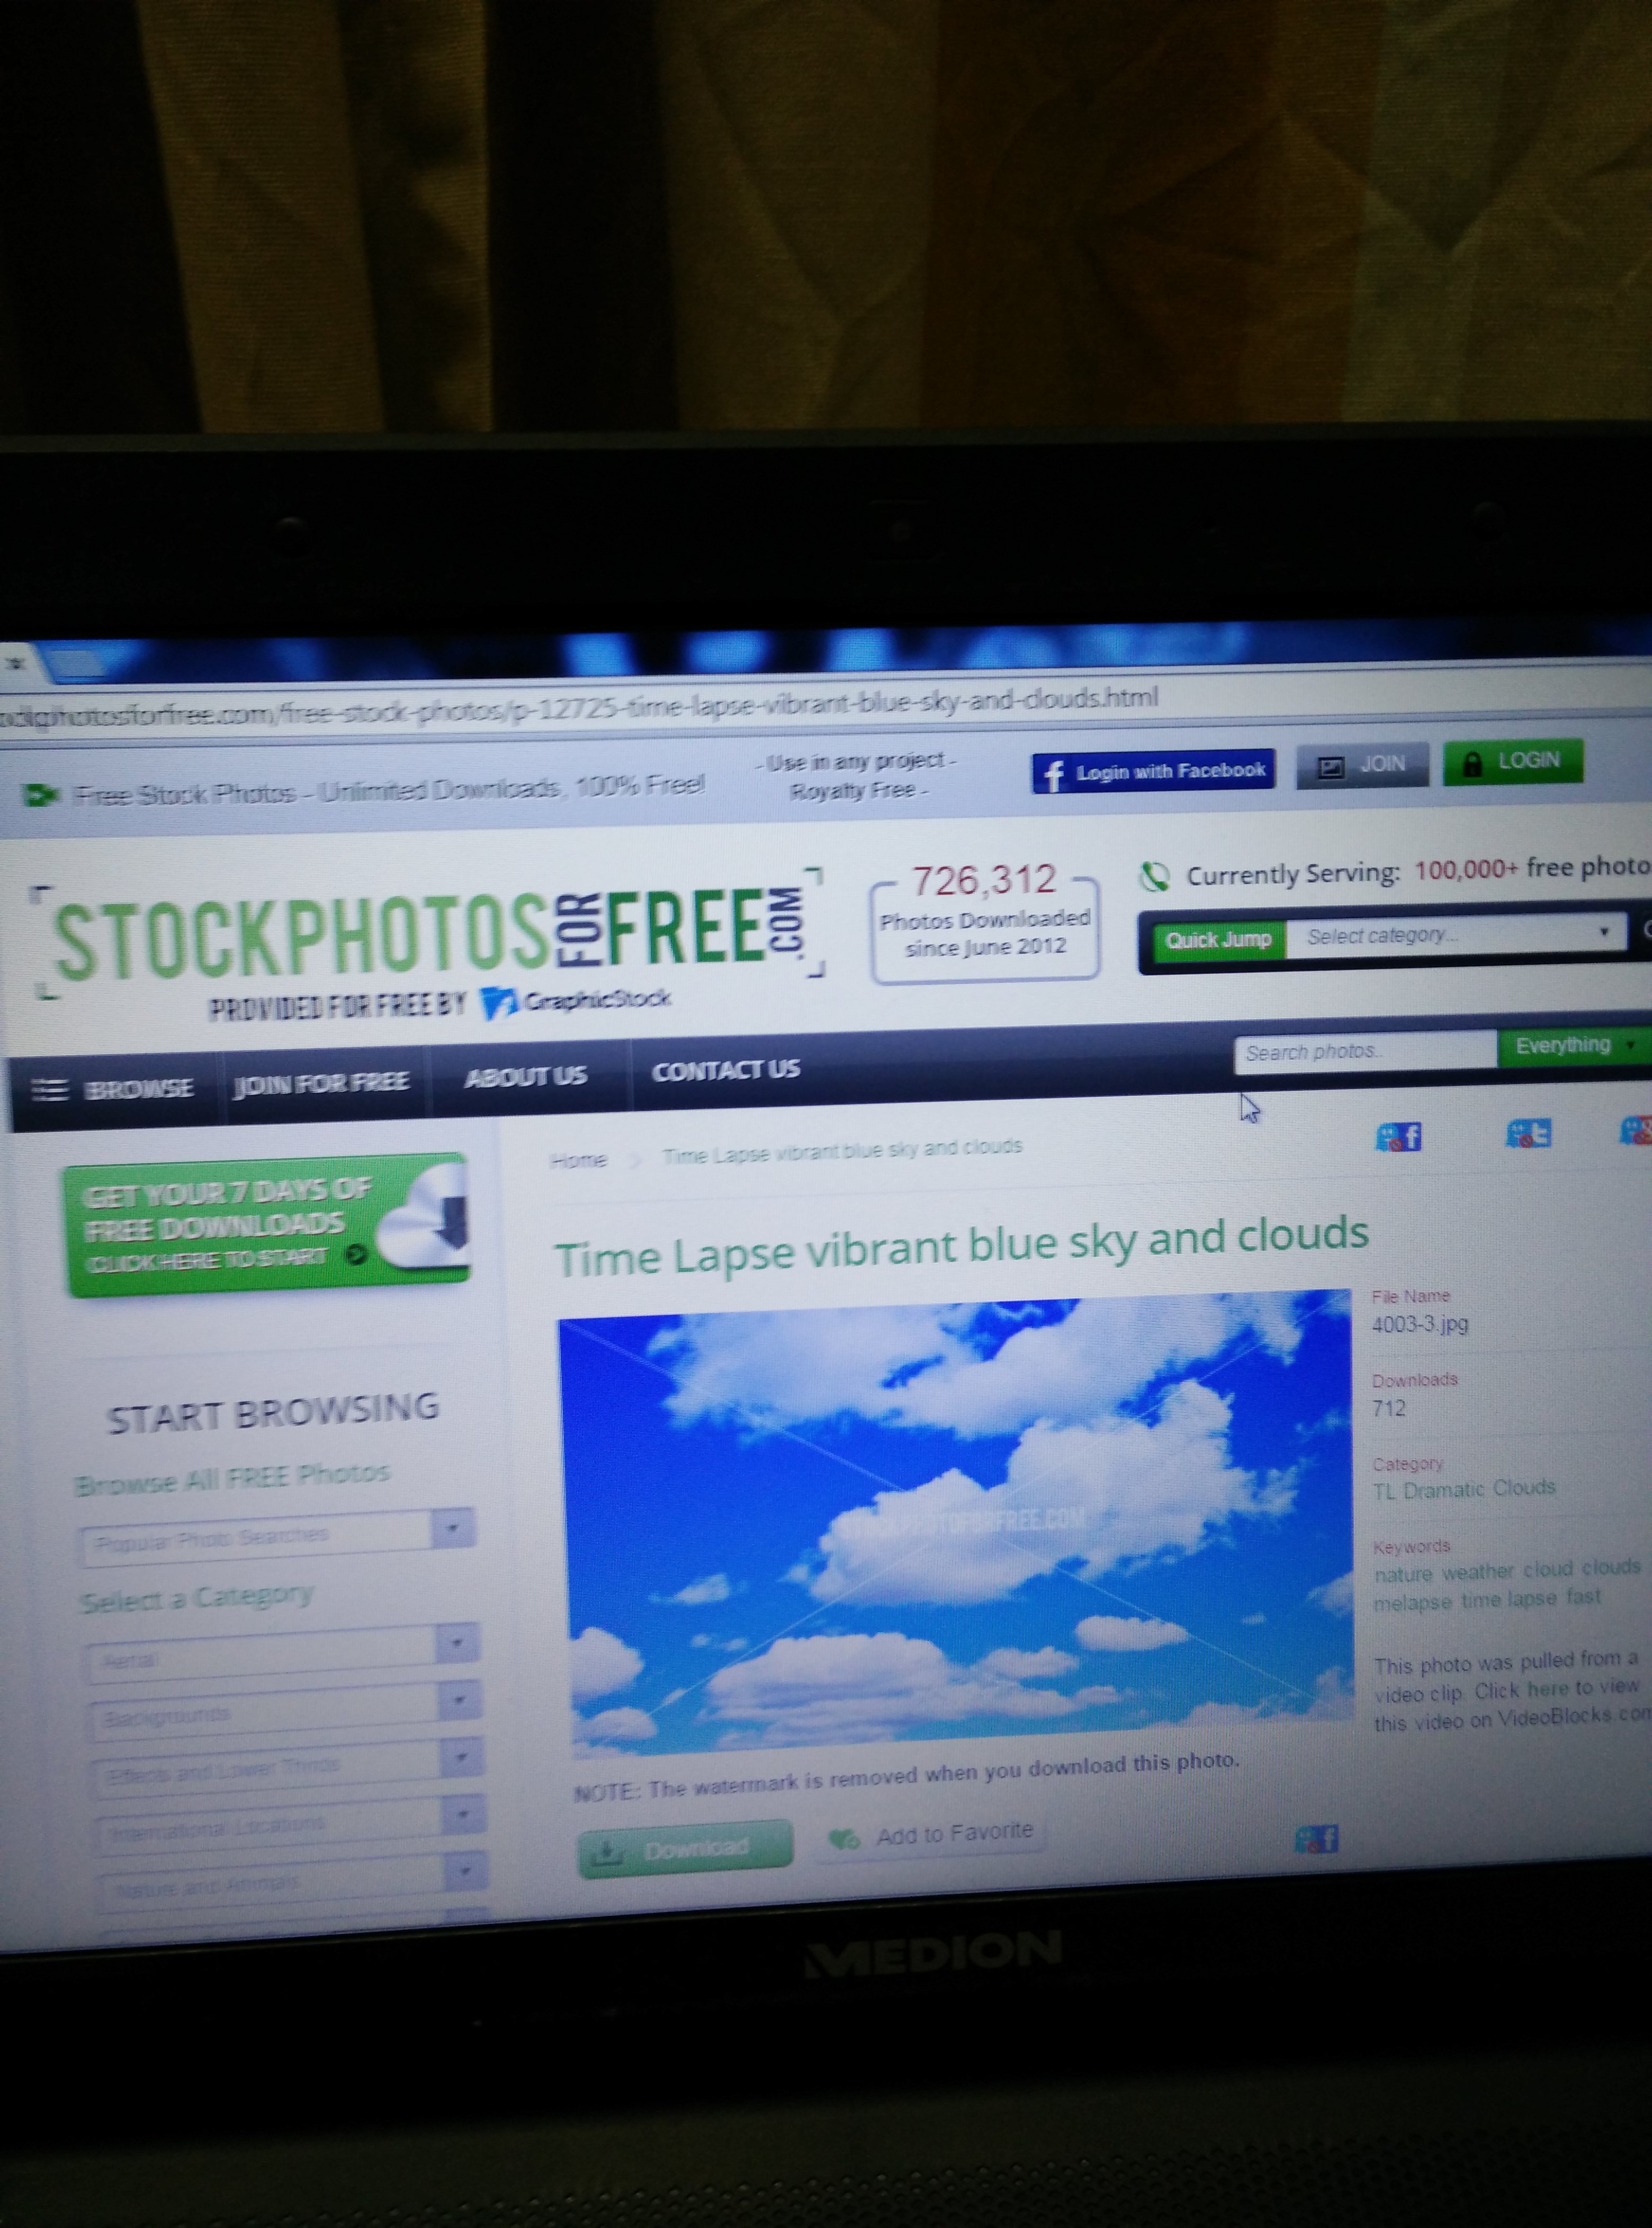 /free-stock-photos/p-12725-time-lapse-vibrant-blue-sky-and-clouds.html
Free Stock Photos - Unlimited Downloads, 100% Free!
- Use in any project -
Royalty Free -
f Login with Facebook
JOIN
LOGIN
STOCKPHOTOSFORFREE.COM
PROVIDED FOR FREE BY GraphicStock
726,312
Photos Downloaded
since June 2012
Currently Serving: 100,000+ free photo
Quick Jump
Select category...
BROWSE
JOIN FOR FREE
ABOUT US
CONTACT US
Search photos..
Everything
GET YOUR 7 DAYS OF
FREE DOWNLOADS
CLICK HERE TO START
Home > Time Lapse vibrant blue sky and clouds
Time Lapse vibrant blue sky and clouds
File Name
4003-3.jpg
Downloads
712
Category
TL Dramatic Clouds
Keywords
nature weather cloud clouds
melapse time lapse fast
This photo was pulled from a
video clip. Click here to view
this video on VideoBlocks.com
NOTE: The watermark is removed when you download this photo.
Download
Add to Favorite
START BROWSING
Browse All FREE Photos
Popular Photo Searches
Select a Category
Aerial
Backgrounds
Effects and Lower Thirds
International Locations
Nature and Animals
MEDION